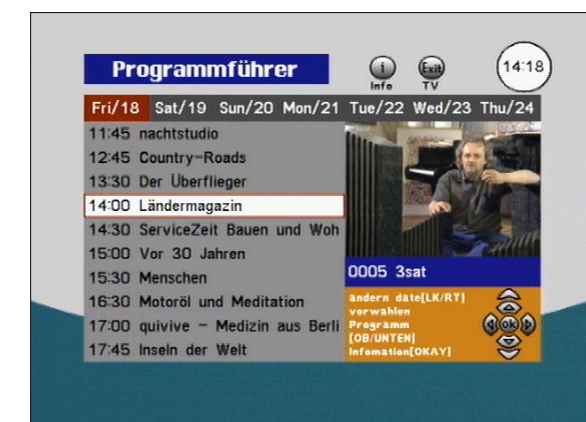 Programmführer
i
Info
Exit
TV
14:18
Fri/18 Sat/19 Sun/20 Mon/21 Tue/22 Wed/23 Thu/24
11:45 nachtstudio
12:45 Country-Roads
13:30 Der Überflieger
14:00 Ländermagazin
14:30 ServiceZeit Bauen und Woh
15:00 Vor 30 Jahren
15:30 Menschen
16:30 Motoröl und Meditation
17:00 quivive - Medizin aus Berli
17:45 Inseln der Welt
0005 3sat
andern date[LK/RT]
vorwahlen
Programm
[OB/UNTEN]
Infomation[OKAY]
ok